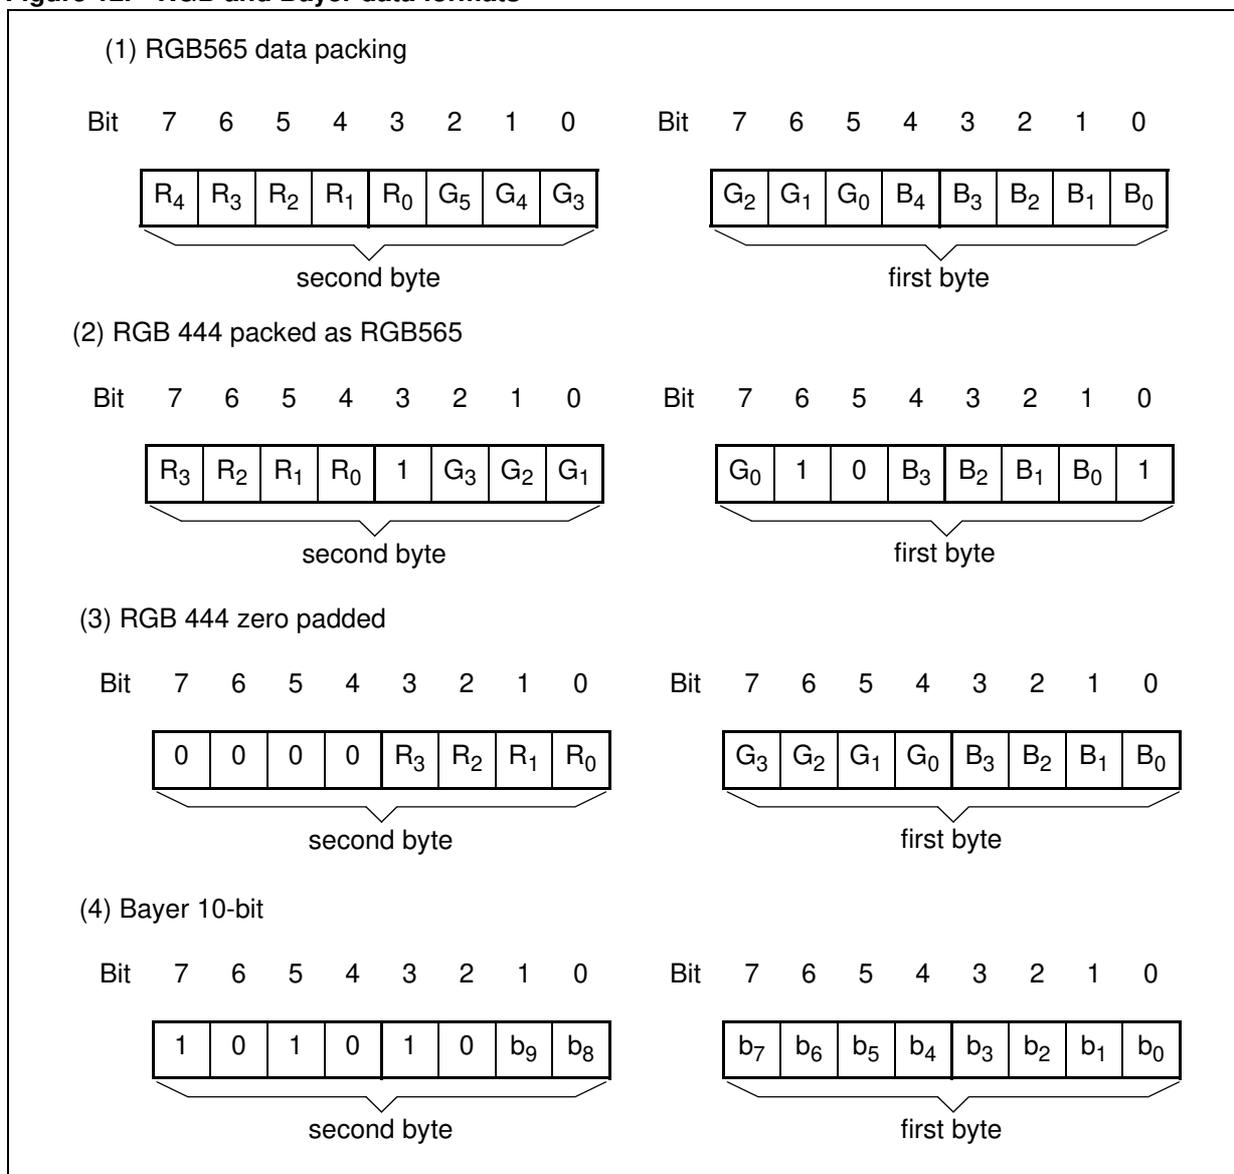 Figure 12. RGB and Bayer data formats
(1) RGB565 data packing
Bit 7 6 5 4 3 2 1 0 Bit 7 6 5 4 3 2 1 0
R4 R3 R2 R1 R0 G5 G4 G3 G2 G1 G0 B4 B3 B2 B1 B0
second byte first byte
(2) RGB 444 packed as RGB565
Bit 7 6 5 4 3 2 1 0 Bit 7 6 5 4 3 2 1 0
R3 R2 R1 R0 1 G3 G2 G1 G0 1 0 B3 B2 B1 B0 1
second byte first byte
(3) RGB 444 zero padded
Bit 7 6 5 4 3 2 1 0 Bit 7 6 5 4 3 2 1 0
0 0 0 0 R3 R2 R1 R0 G3 G2 G1 G0 B3 B2 B1 B0
second byte first byte
(4) Bayer 10-bit
Bit 7 6 5 4 3 2 1 0 Bit 7 6 5 4 3 2 1 0
1 0 1 0 1 0 b9 b8 b7 b6 b5 b4 b3 b2 b1 b0
second byte first byte